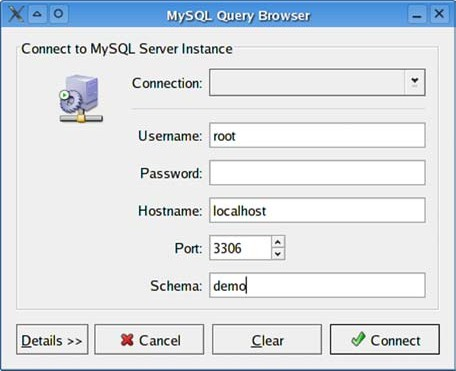 MySQL Query Browser
Connect to MySQL Server Instance
Connection:
Username: root
Password:
Hostname: localhost
Port: 3306
Schema: demo
Details >> Cancel Clear Connect